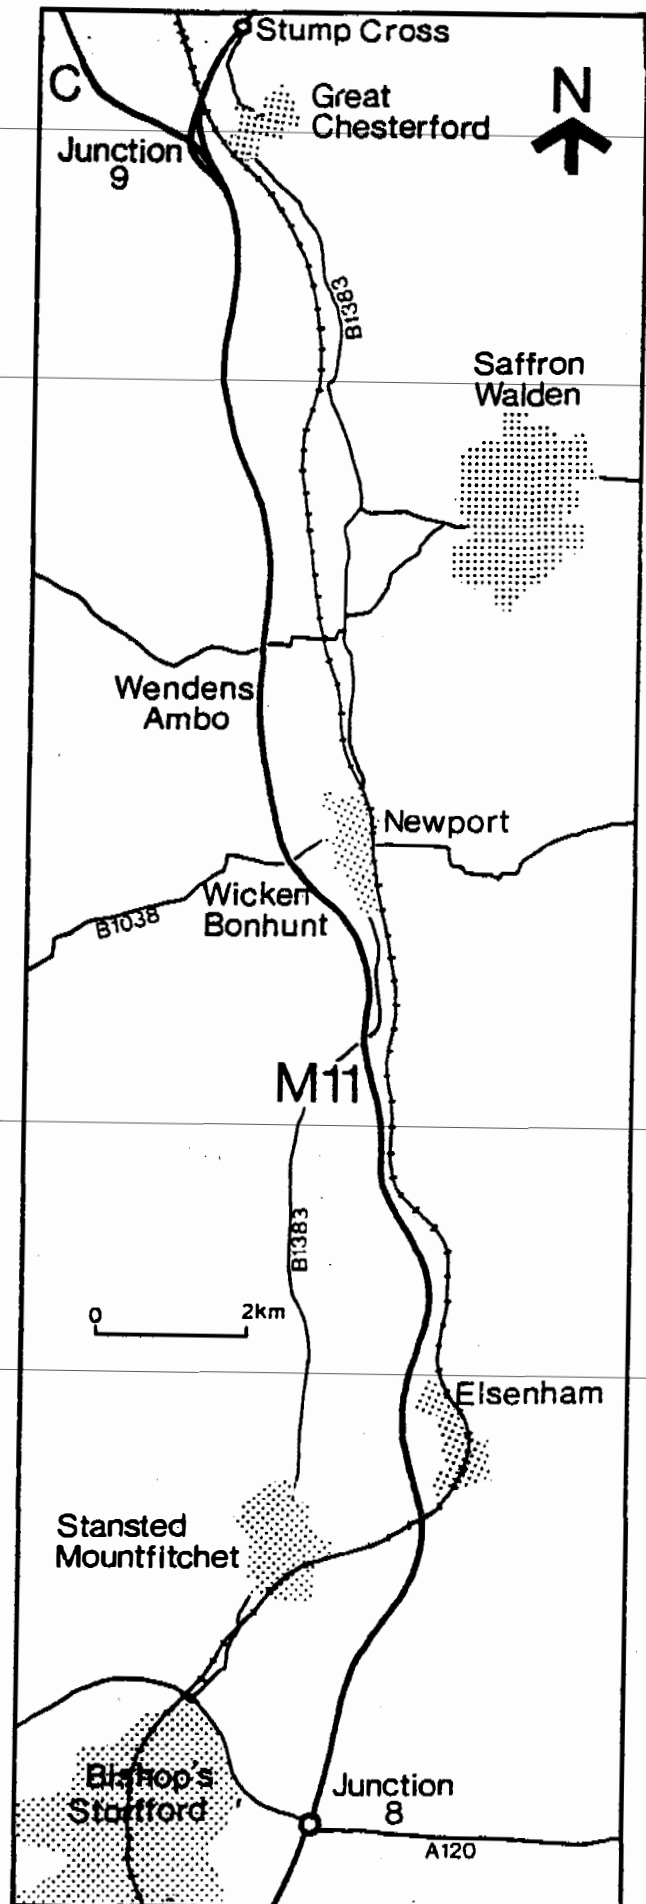 Stump Cross
C
N
Great
Chesterford
Junction
9
B1383
Saffron
Walden
Wendens
Ambo
Newport
Wicken
Bonhunt
B1038
M11
B1383
0 2km
Elsenham
Stansted
Mountfitchet
Bishop's
Stortford
Junction
8
A120